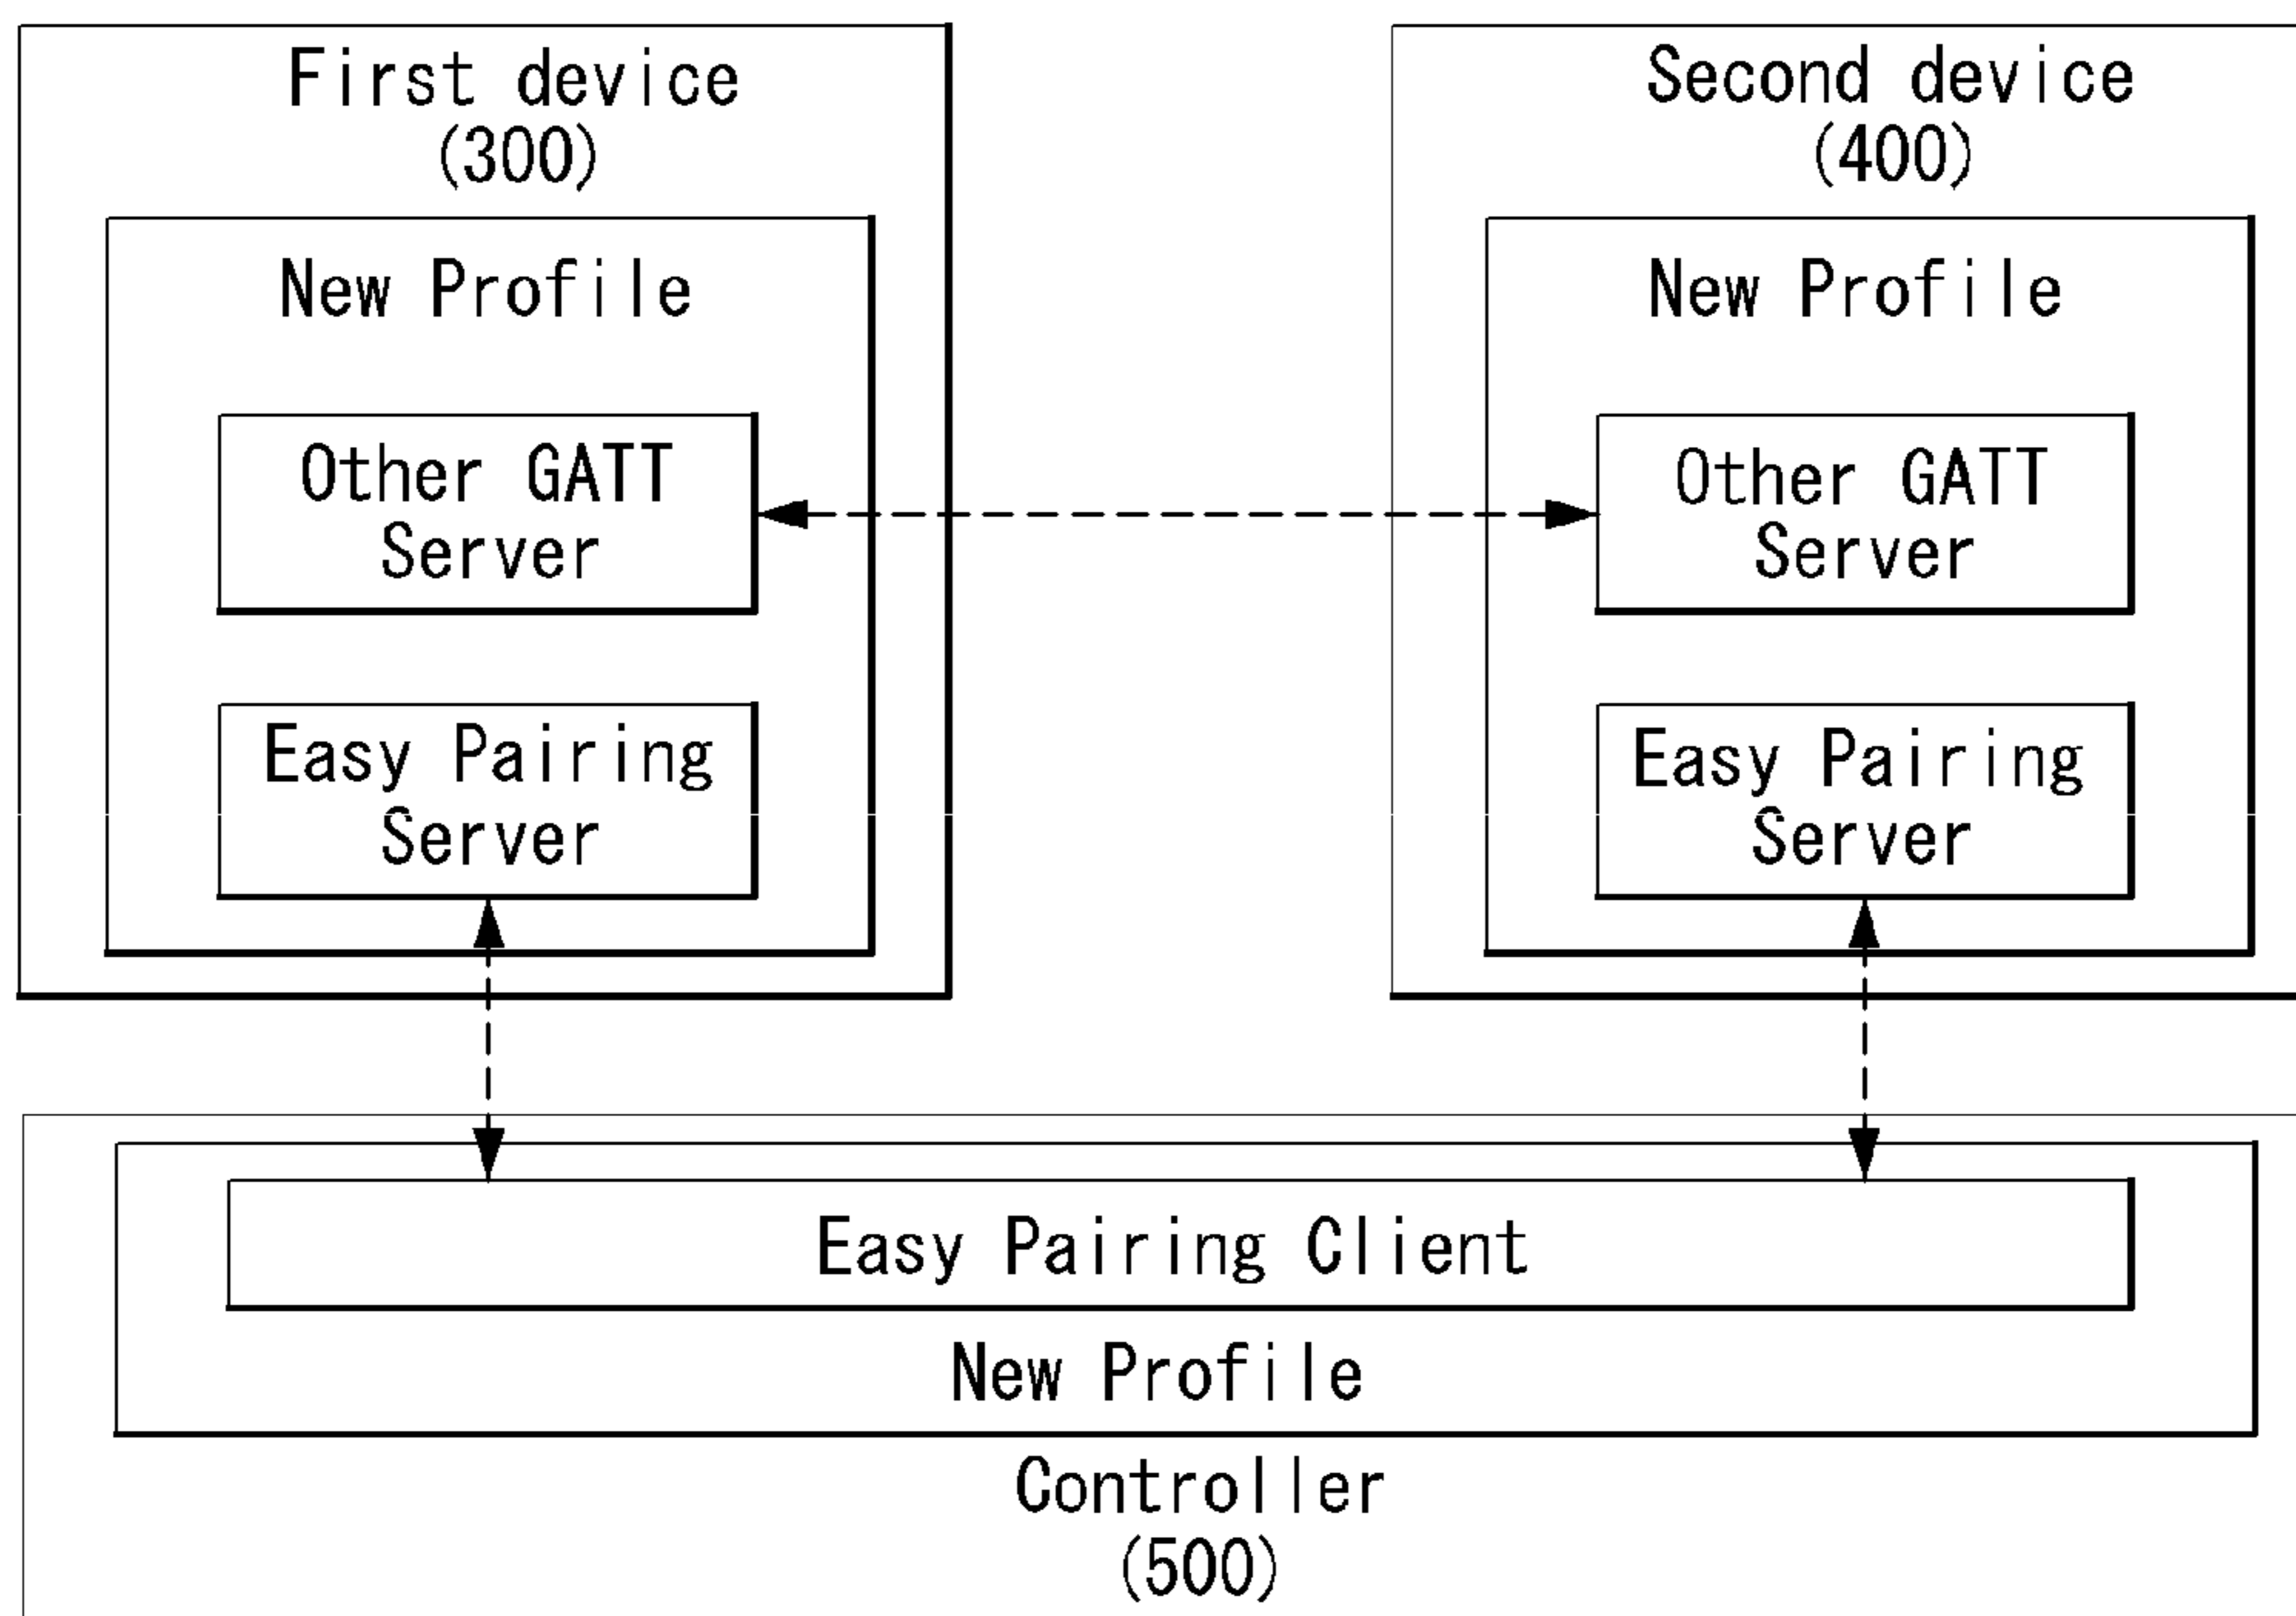 First device
(300)
New Profile
Other GATT
Server
Easy Pairing
Server
Second device
(400)
New Profile
Other GATT
Server
Easy Pairing
Server
Easy Pairing Client
New Profile
Controller
(500)